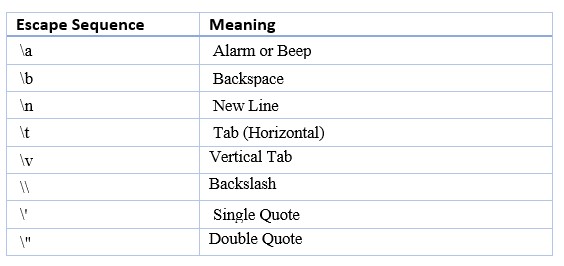 Escape Sequence Meaning
\a Alarm or Beep
\b Backspace
\n New Line
\t Tab (Horizontal)
\v Vertical Tab
\\ Backslash
\' Single Quote
\" Double Quote